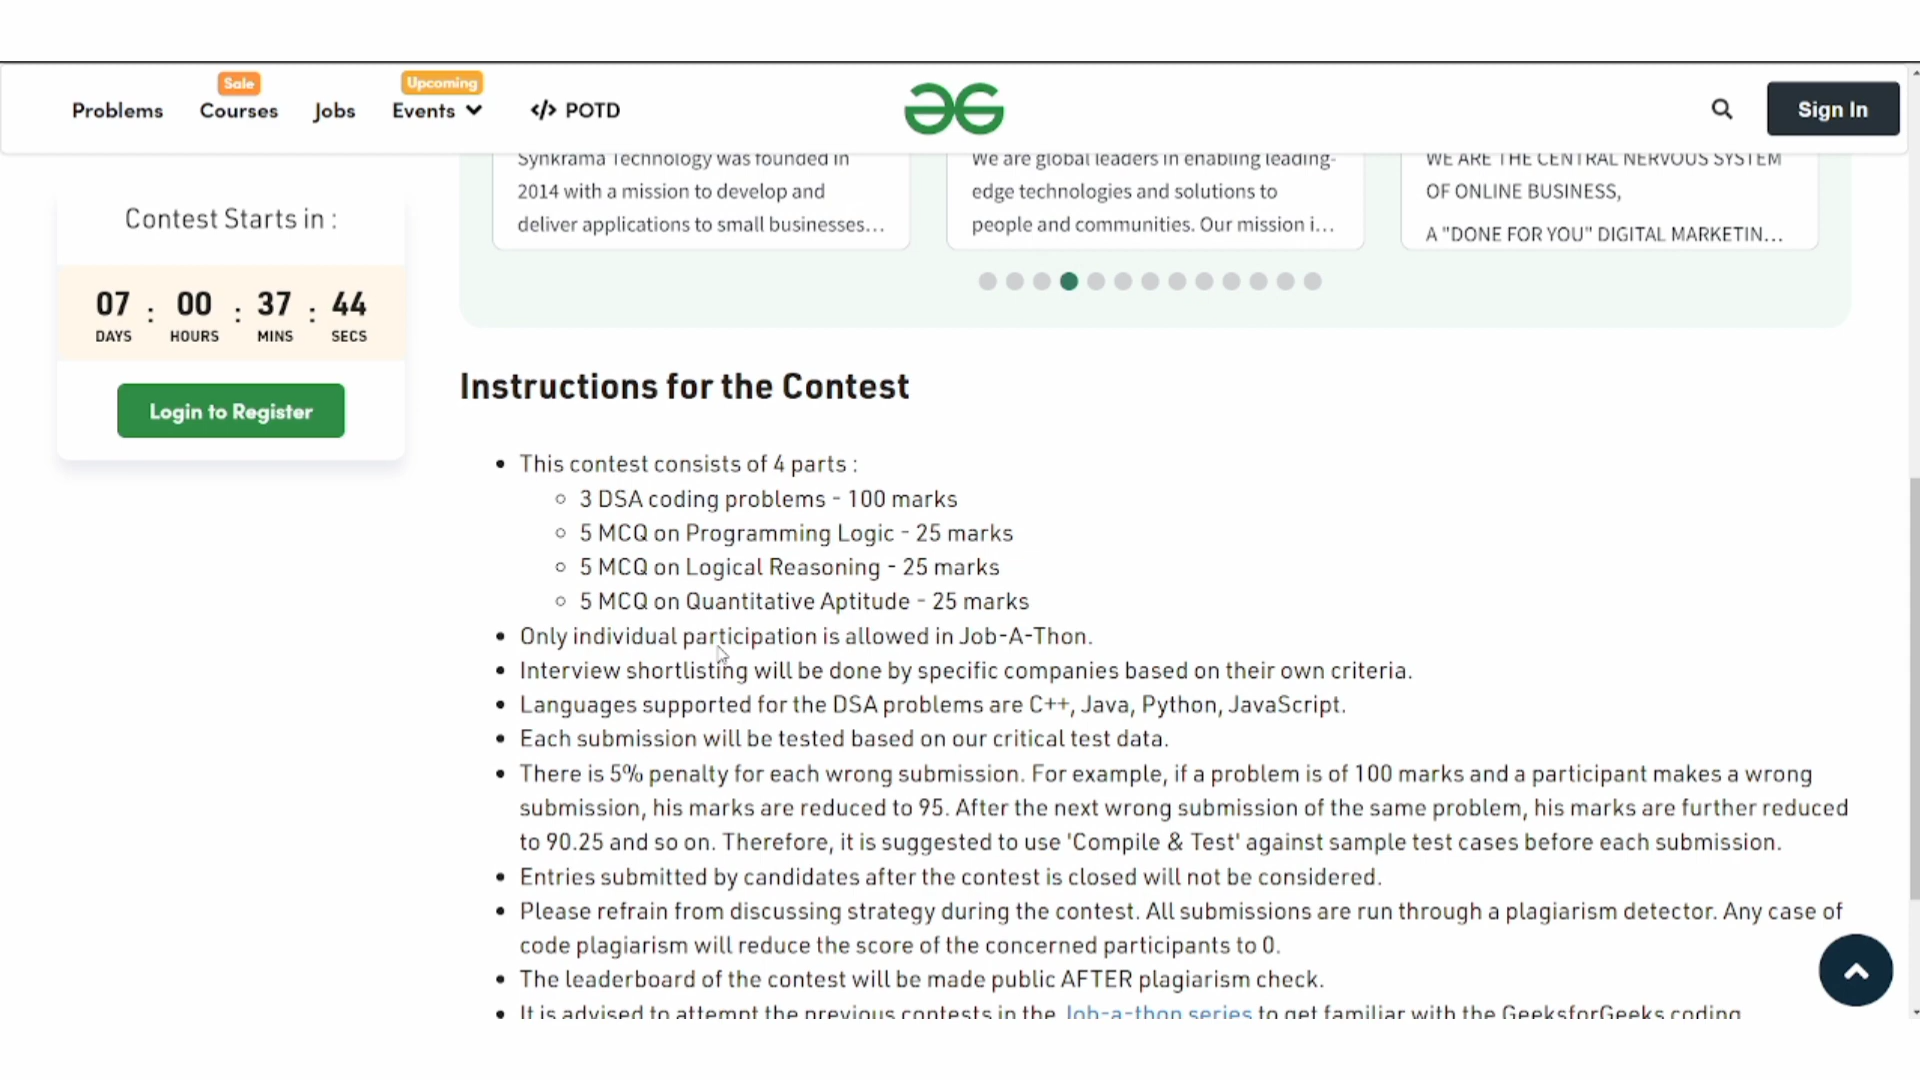 Sale
Upcoming
Problems Courses Jobs Events </> POTD Sign In
Contest Starts in :
07 : 00 : 37 : 44
DAYS HOURS MINS SECS
Login to Register
Synkrama Technology was founded in
2014 with a mission to develop and
deliver applications to small businesses...
We are global leaders in enabling leading-
edge technologies and solutions to
people and communities. Our mission i...
WE ARE THE CENTRAL NERVOUS SYSTEM
OF ONLINE BUSINESS,
A "DONE FOR YOU" DIGITAL MARKETIN...
Instructions for the Contest
• This contest consists of 4 parts :
◦ 3 DSA coding problems - 100 marks
◦ 5 MCQ on Programming Logic - 25 marks
◦ 5 MCQ on Logical Reasoning - 25 marks
◦ 5 MCQ on Quantitative Aptitude - 25 marks
• Only individual participation is allowed in Job-A-Thon.
• Interview shortlisting will be done by specific companies based on their own criteria.
• Languages supported for the DSA problems are C++, Java, Python, JavaScript.
• Each submission will be tested based on our critical test data.
• There is 5% penalty for each wrong submission. For example, if a problem is of 100 marks and a participant makes a wrong
submission, his marks are reduced to 95. After the next wrong submission of the same problem, his marks are further reduced
to 90.25 and so on. Therefore, it is suggested to use 'Compile & Test' against sample test cases before each submission.
• Entries submitted by candidates after the contest is closed will not be considered.
• Please refrain from discussing strategy during the contest. All submissions are run through a plagiarism detector. Any case of
code plagiarism will reduce the score of the concerned participants to 0.
• The leaderboard of the contest will be made public AFTER plagiarism check.
• It is advised to attempt the previous contests in the Job-a-thon series to get familiar with the GeeksforGeeks coding